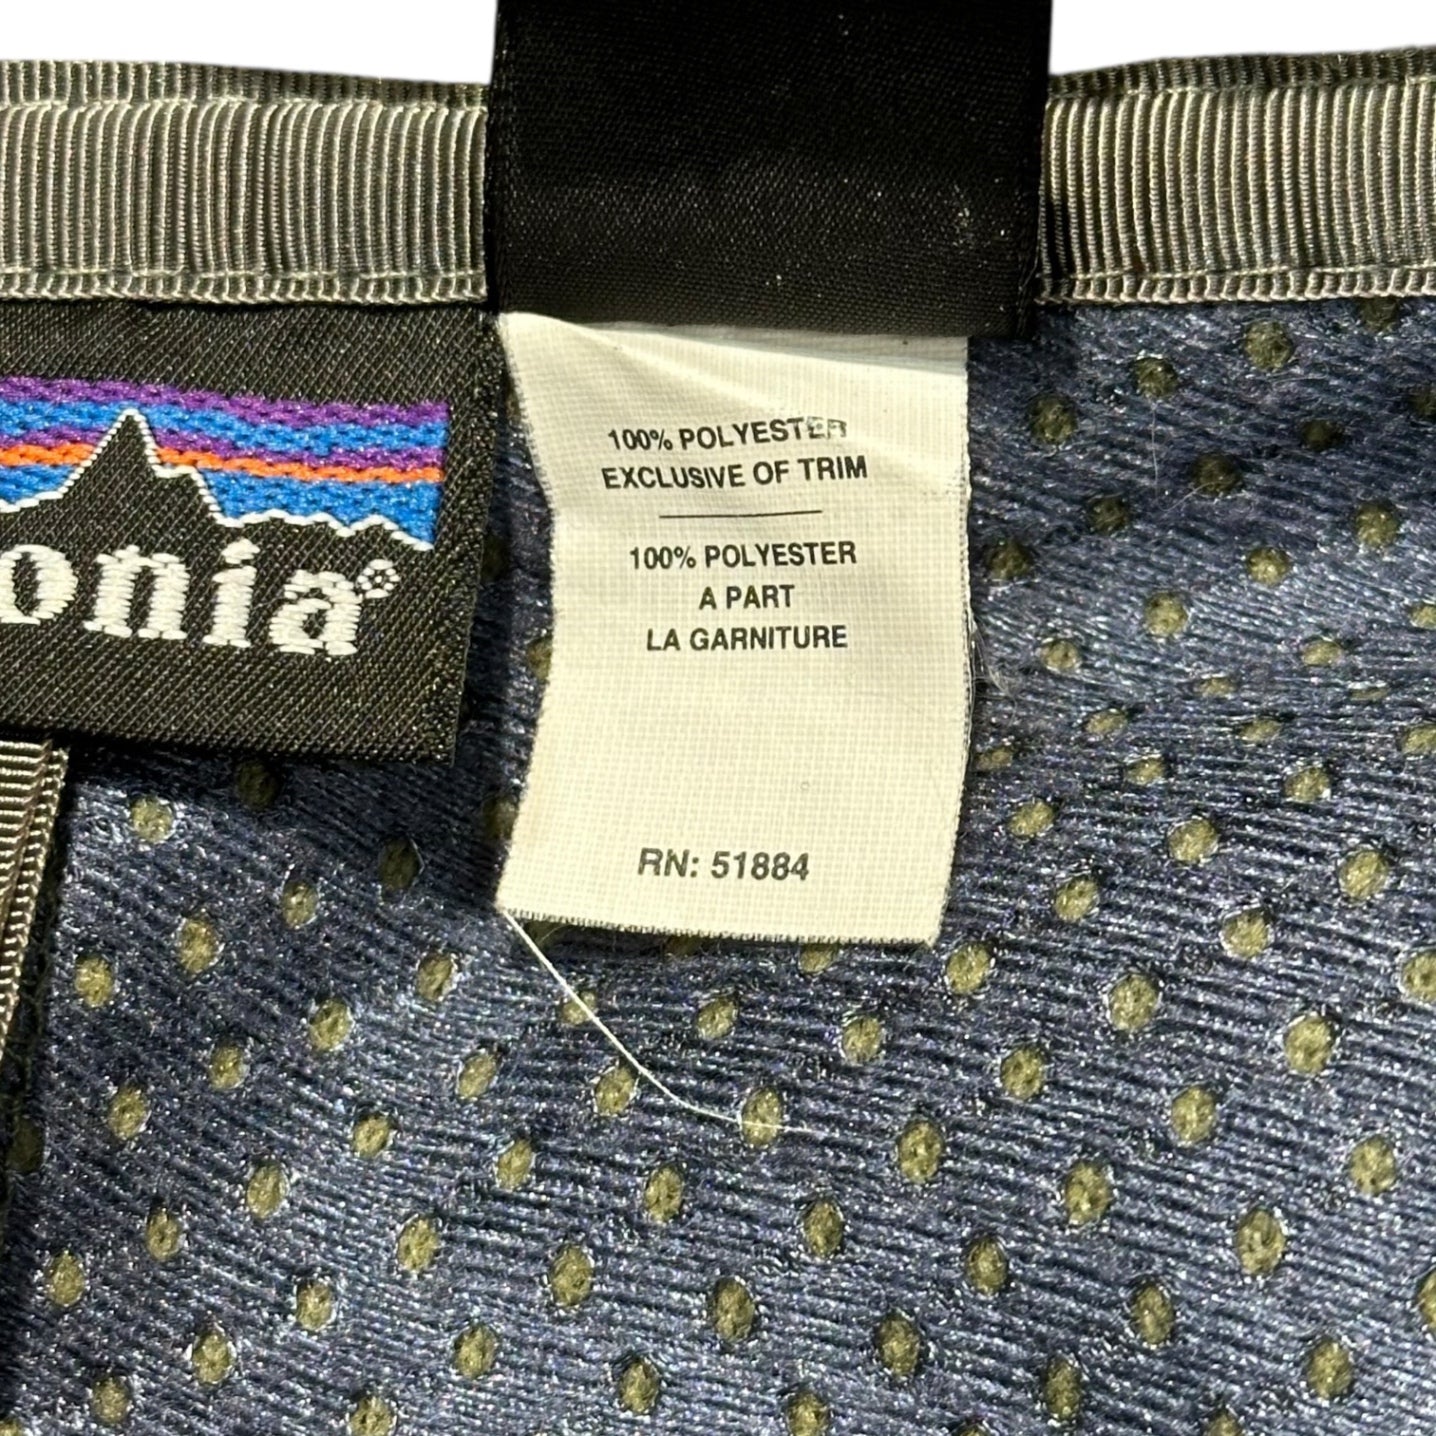 onia®
100% POLYESTER
EXCLUSIVE OF TRIM
100% POLYESTER
A PART
LA GARNITURE
RN: 51884